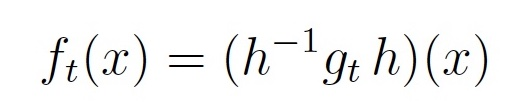 f_t(x) = (h^{-1} g_t h)(x)